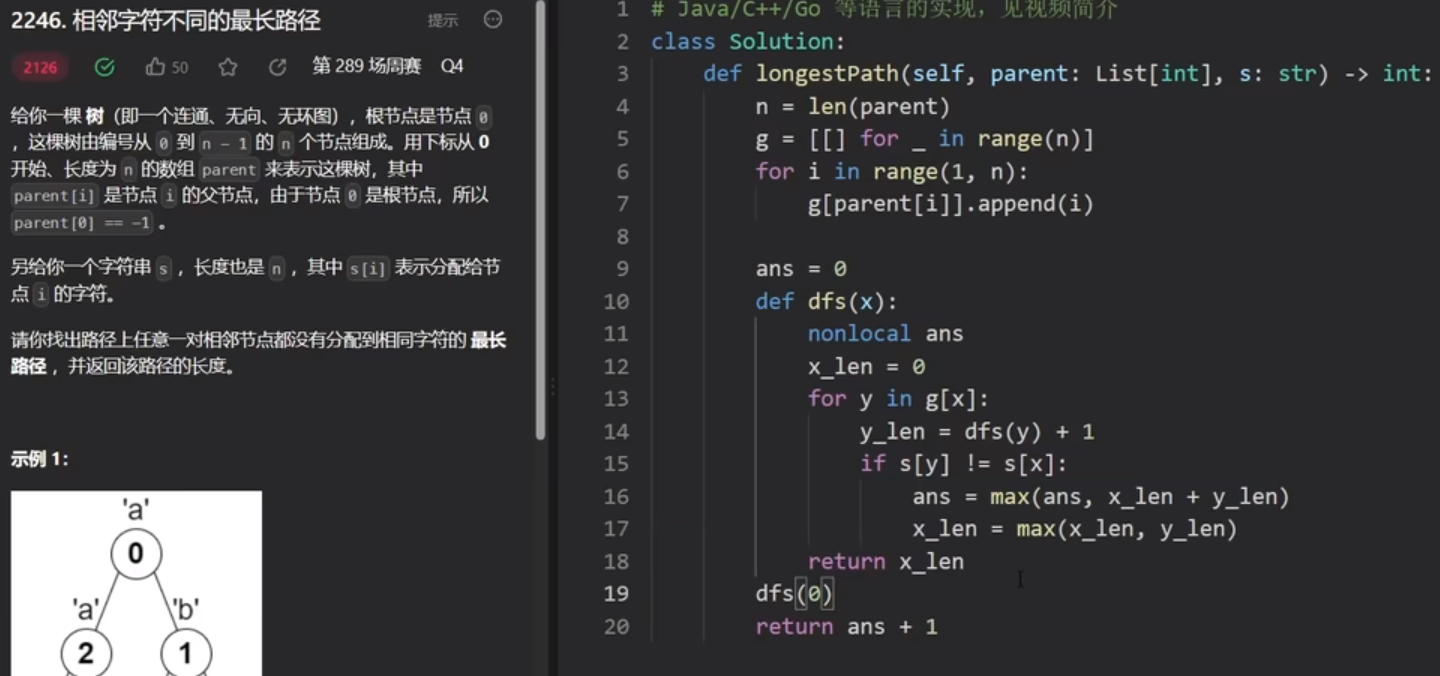 2246. 相邻字符不同的最长路径
提示
2126
50
第 289 场周赛
Q4
给你一棵 树（即一个连通、无向、无环图），根节点是节点 0
，这棵树由编号从 0 到 n - 1 的 n 个节点组成。用下标从 0
开始、长度为 n 的数组 parent 来表示这棵树，其中
parent[i] 是节点 i 的父节点，由于节点 0 是根节点，所以
parent[0] == -1 。
另给你一个字符串 s ，长度也是 n ，其中 s[i] 表示分配给节
点 i 的字符。
请你找出路径上任意一对相邻节点都没有分配到相同字符的 最长
路径 ，并返回该路径的长度。
示例 1：
'a'
0
'a'
'b'
2
1
1 # Java/C++/Go 等语言的实现，见视频简介
2 class Solution:
3     def longestPath(self, parent: List[int], s: str) -> int:
4         n = len(parent)
5         g = [[] for _ in range(n)]
6         for i in range(1, n):
7             g[parent[i]].append(i)
8
9         ans = 0
10         def dfs(x):
11             nonlocal ans
12             x_len = 0
13             for y in g[x]:
14                 y_len = dfs(y) + 1
15                 if s[y] != s[x]:
16                     ans = max(ans, x_len + y_len)
17                     x_len = max(x_len, y_len)
18             return x_len
19         dfs(0)
20         return ans + 1